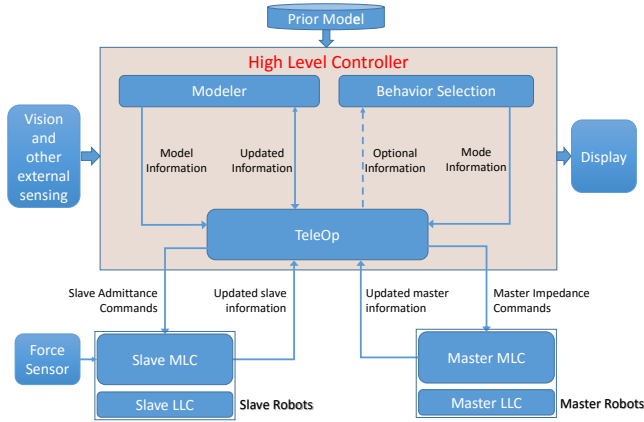 Prior Model
High Level Controller
Modeler
Behavior Selection
Vision
and
other
external
sensing
Model
Information
Updated
Information
Optional
Information
Mode
Information
Display
TeleOp
Slave Admittance
Commands
Updated slave
information
Updated master
information
Master Impedance
Commands
Force
Sensor
Slave MLC
Master MLC
Slave LLC
Slave Robots
Master LLC
Master Robots